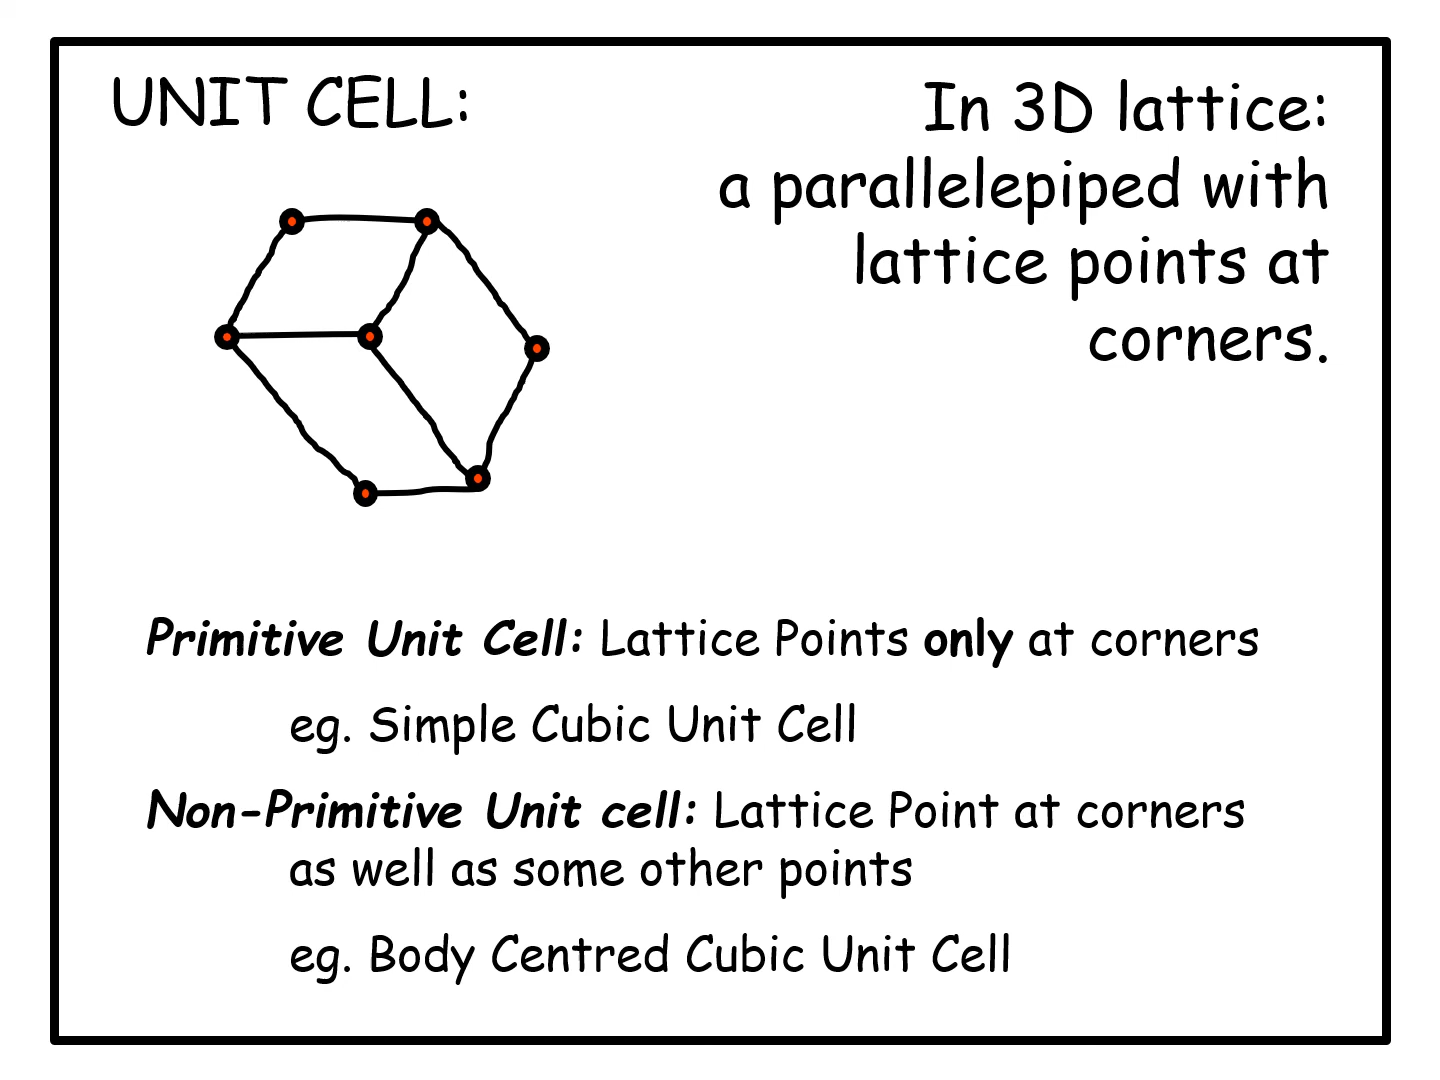 UNIT CELL:
In 3D lattice:
a parallelepiped with
lattice points at
corners.
Primitive Unit Cell: Lattice Points only at corners
eg. Simple Cubic Unit Cell
Non-Primitive Unit cell: Lattice Point at corners
as well as some other points
eg. Body Centred Cubic Unit Cell